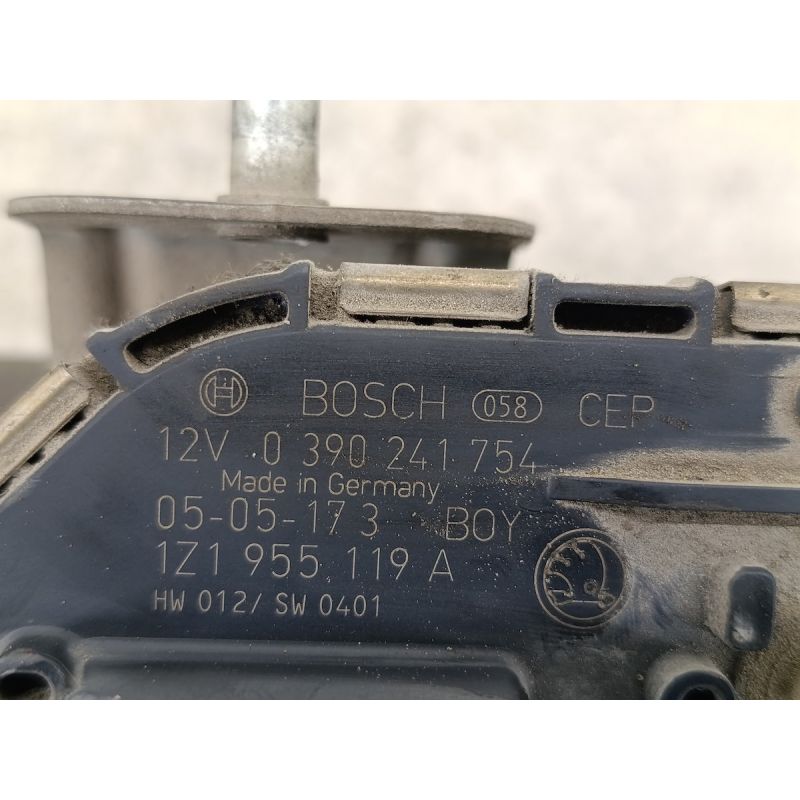 BOSCH 058 CEP
12V 0 390 241 754
Made in Germany
05-05-17 3 BOY
1Z1 955 119 A
HW 012/ SW 0401